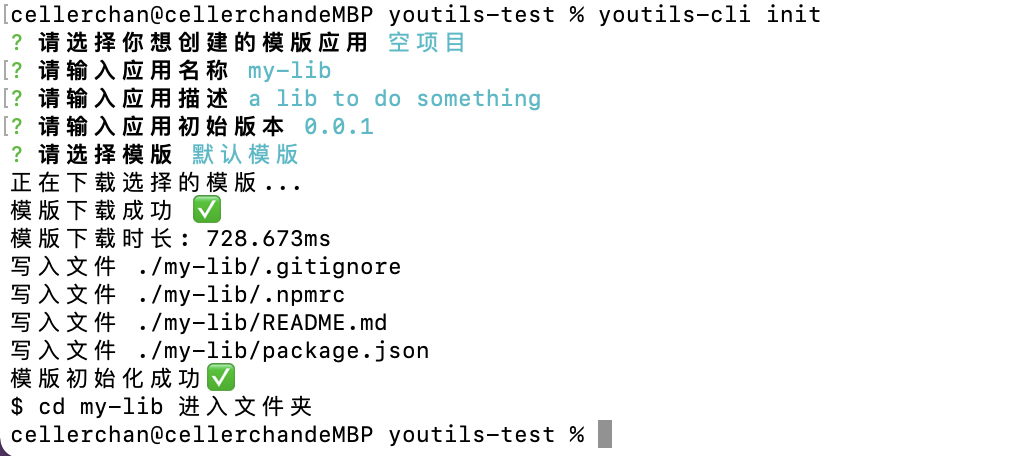 [cellerchan@cellerchandeMBP youtils-test % youtils-cli init
? 请选择你想创建的模版应用 空项目
[? 请输入应用名称 my-lib
[? 请输入应用描述 a lib to do something
[? 请输入应用初始版本 0.0.1
? 请选择模版 默认模版
正在下载选择的模版...
模版下载成功 ✅
模版下载时长: 728.673ms
写入文件 ./my-lib/.gitignore
写入文件 ./my-lib/.npmrc
写入文件 ./my-lib/README.md
写入文件 ./my-lib/package.json
模版初始化成功✅
$ cd my-lib 进入文件夹
cellerchan@cellerchandeMBP youtils-test %